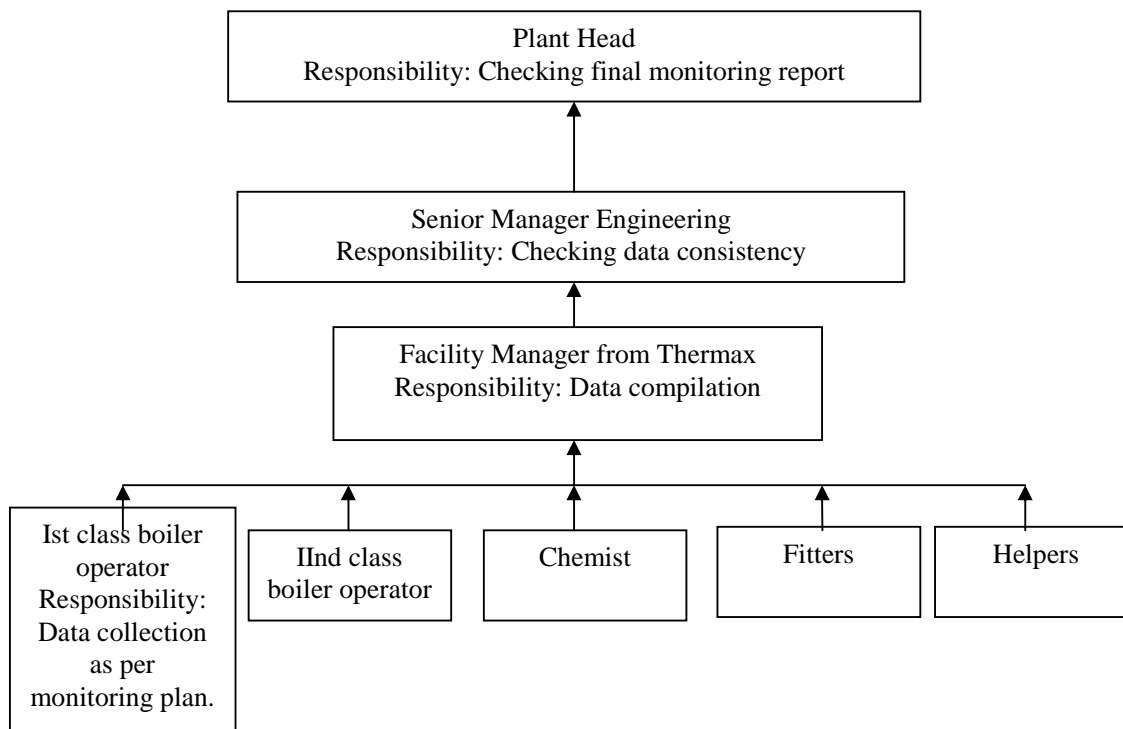 Plant Head
Responsibility: Checking final monitoring report
Senior Manager Engineering
Responsibility: Checking data consistency
Facility Manager from Thermax
Responsibility: Data compilation
Ist class boiler
operator
Responsibility:
Data collection
as per
monitoring plan.
IInd class
boiler operator
Chemist
Fitters
Helpers